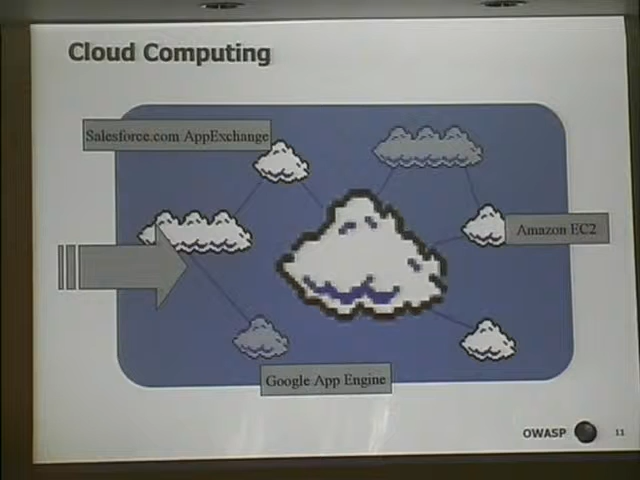 Cloud Computing
Salesforce.com AppExchange
Amazon EC2
Google App Engine
OWASP
11